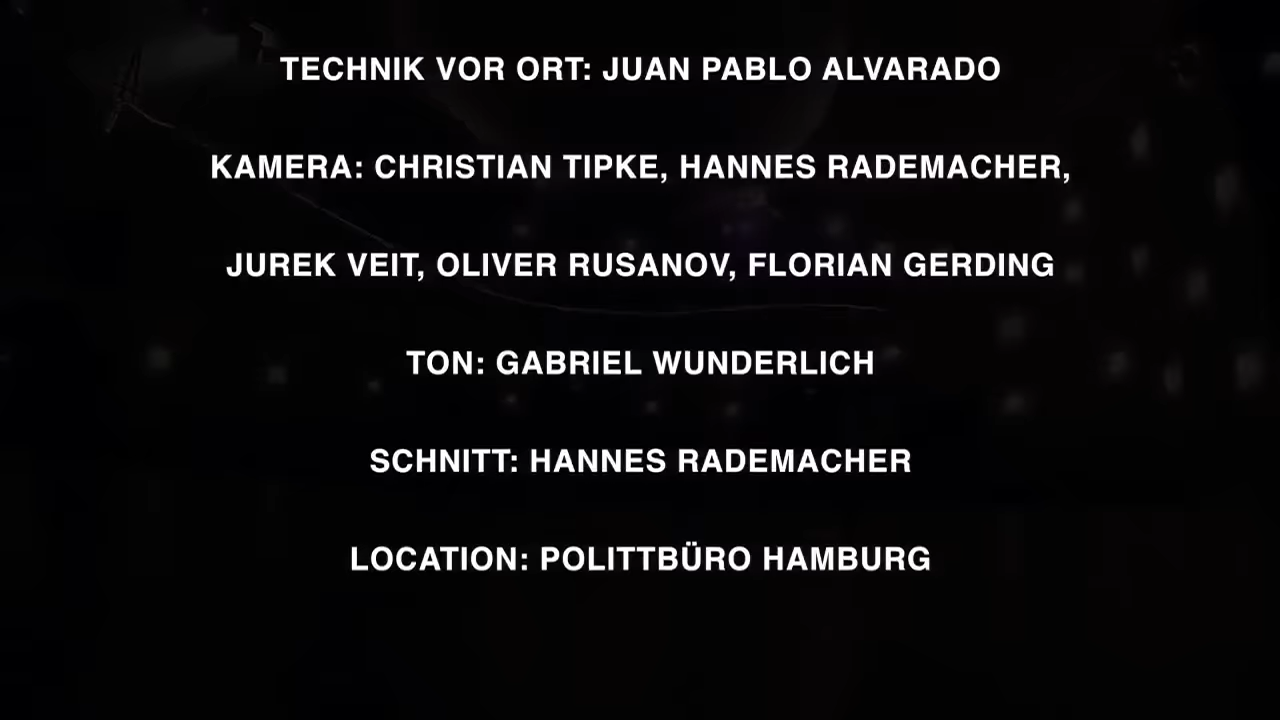 TECHNIK VOR ORT: JUAN PABLO ALVARADO
KAMERA: CHRISTIAN TIPKE, HANNES RADEMACHER,
JUREK VEIT, OLIVER RUSANOV, FLORIAN GERDING
TON: GABRIEL WUNDERLICH
SCHNITT: HANNES RADEMACHER
LOCATION: POLITTBÜRO HAMBURG